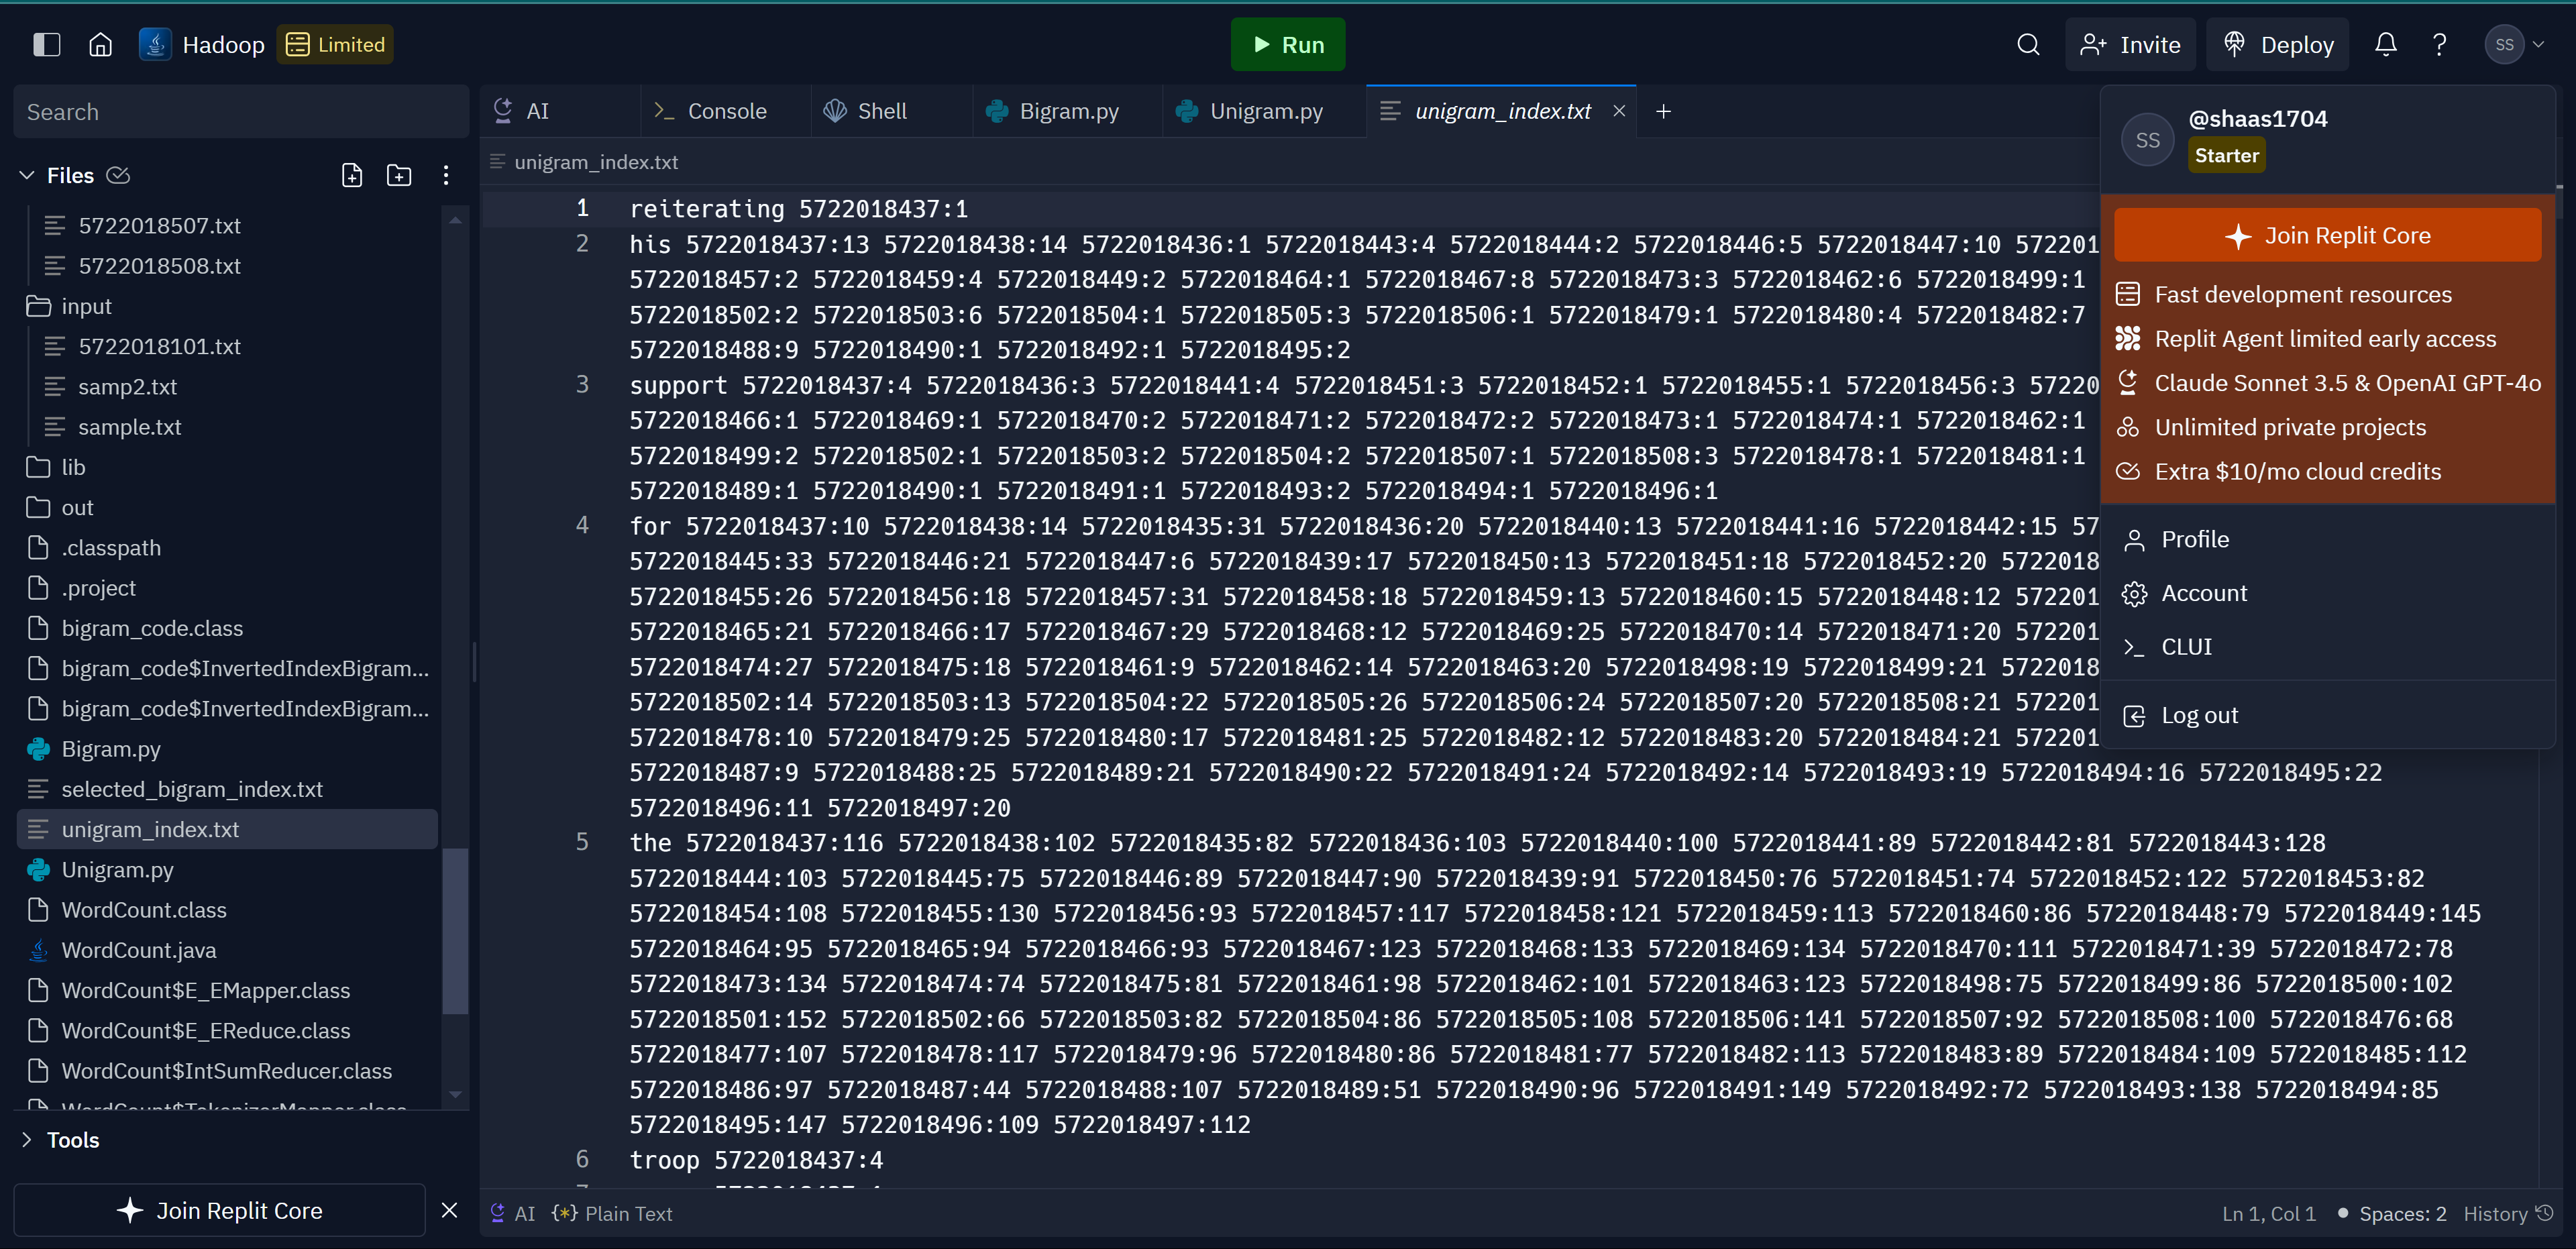 Hadoop Limited
Run
Invite Deploy SS
Search
Files
5722018507.txt
5722018508.txt
input
5722018101.txt
samp2.txt
sample.txt
lib
out
.classpath
.project
bigram_code.class
bigram_code$InvertedIndexBigram...
bigram_code$InvertedIndexBigram...
Bigram.py
selected_bigram_index.txt
unigram_index.txt
Unigram.py
WordCount.class
WordCount.java
WordCount$E_EMapper.class
WordCount$E_EReduce.class
WordCount$IntSumReducer.class
WordCount$TokenizerMapper.class
Tools
Join Replit Core
AI Console Shell Bigram.py Unigram.py unigram_index.txt
unigram_index.txt
1 reiterating 5722018437:1
2 his 5722018437:13 5722018438:14 5722018436:1 5722018443:4 5722018444:2 5722018446:5 5722018447:10 572201
5722018457:2 5722018459:4 5722018449:2 5722018464:1 5722018467:8 5722018473:3 5722018462:6 5722018499:1
5722018502:2 5722018503:6 5722018504:1 5722018505:3 5722018506:1 5722018479:1 5722018480:4 5722018482:7
5722018488:9 5722018490:1 5722018492:1 5722018495:2
3 support 5722018437:4 5722018436:3 5722018441:4 5722018451:3 5722018452:1 5722018455:1 5722018456:3 57220
5722018466:1 5722018469:1 5722018470:2 5722018471:2 5722018472:2 5722018473:1 5722018474:1 5722018462:1
5722018499:2 5722018502:1 5722018503:2 5722018504:2 5722018507:1 5722018508:3 5722018478:1 5722018481:1
5722018489:1 5722018490:1 5722018491:1 5722018493:2 5722018494:1 5722018496:1
4 for 5722018437:10 5722018438:14 5722018435:31 5722018436:20 5722018440:13 5722018441:16 5722018442:15 57
5722018445:33 5722018446:21 5722018447:6 5722018439:17 5722018450:13 5722018451:18 5722018452:20 5722018
5722018455:26 5722018456:18 5722018457:31 5722018458:18 5722018459:13 5722018460:15 5722018448:12 572201
5722018465:21 5722018466:17 5722018467:29 5722018468:12 5722018469:25 5722018470:14 5722018471:20 572201
5722018474:27 5722018475:18 5722018461:9 5722018462:14 5722018463:20 5722018498:19 5722018499:21 5722018
5722018502:14 5722018503:13 5722018504:22 5722018505:26 5722018506:24 5722018507:20 5722018508:21 572201
5722018478:10 5722018479:25 5722018480:17 5722018481:25 5722018482:12 5722018483:20 5722018484:21 572201
5722018487:9 5722018488:25 5722018489:21 5722018490:22 5722018491:24 5722018492:14 5722018493:19 5722018494:16 5722018495:22
5722018496:11 5722018497:20
5 the 5722018437:116 5722018438:102 5722018435:82 5722018436:103 5722018440:100 5722018441:89 5722018442:81 5722018443:128
5722018444:103 5722018445:75 5722018446:89 5722018447:90 5722018439:91 5722018450:76 5722018451:74 5722018452:122 5722018453:82
5722018454:108 5722018455:130 5722018456:93 5722018457:117 5722018458:121 5722018459:113 5722018460:86 5722018448:79 5722018449:145
5722018464:95 5722018465:94 5722018466:93 5722018467:123 5722018468:133 5722018469:134 5722018470:111 5722018471:39 5722018472:78
5722018473:134 5722018474:74 5722018475:81 5722018461:98 5722018462:101 5722018463:123 5722018498:75 5722018499:86 5722018500:102
5722018501:152 5722018502:66 5722018503:82 5722018504:86 5722018505:108 5722018506:141 5722018507:92 5722018508:100 5722018476:68
5722018477:107 5722018478:117 5722018479:96 5722018480:86 5722018481:77 5722018482:113 5722018483:89 5722018484:109 5722018485:112
5722018486:97 5722018487:44 5722018488:107 5722018489:51 5722018490:96 5722018491:149 5722018492:72 5722018493:138 5722018494:85
5722018495:147 5722018496:109 5722018497:112
6 troop 5722018437:4
AI {*} Plain Text
Ln 1, Col 1 Spaces: 2 History
SS @shaas1704
Starter
Join Replit Core
Fast development resources
Replit Agent limited early access
Claude Sonnet 3.5 & OpenAI GPT-4o
Unlimited private projects
Extra $10/mo cloud credits
Profile
Account
CLUI
Log out